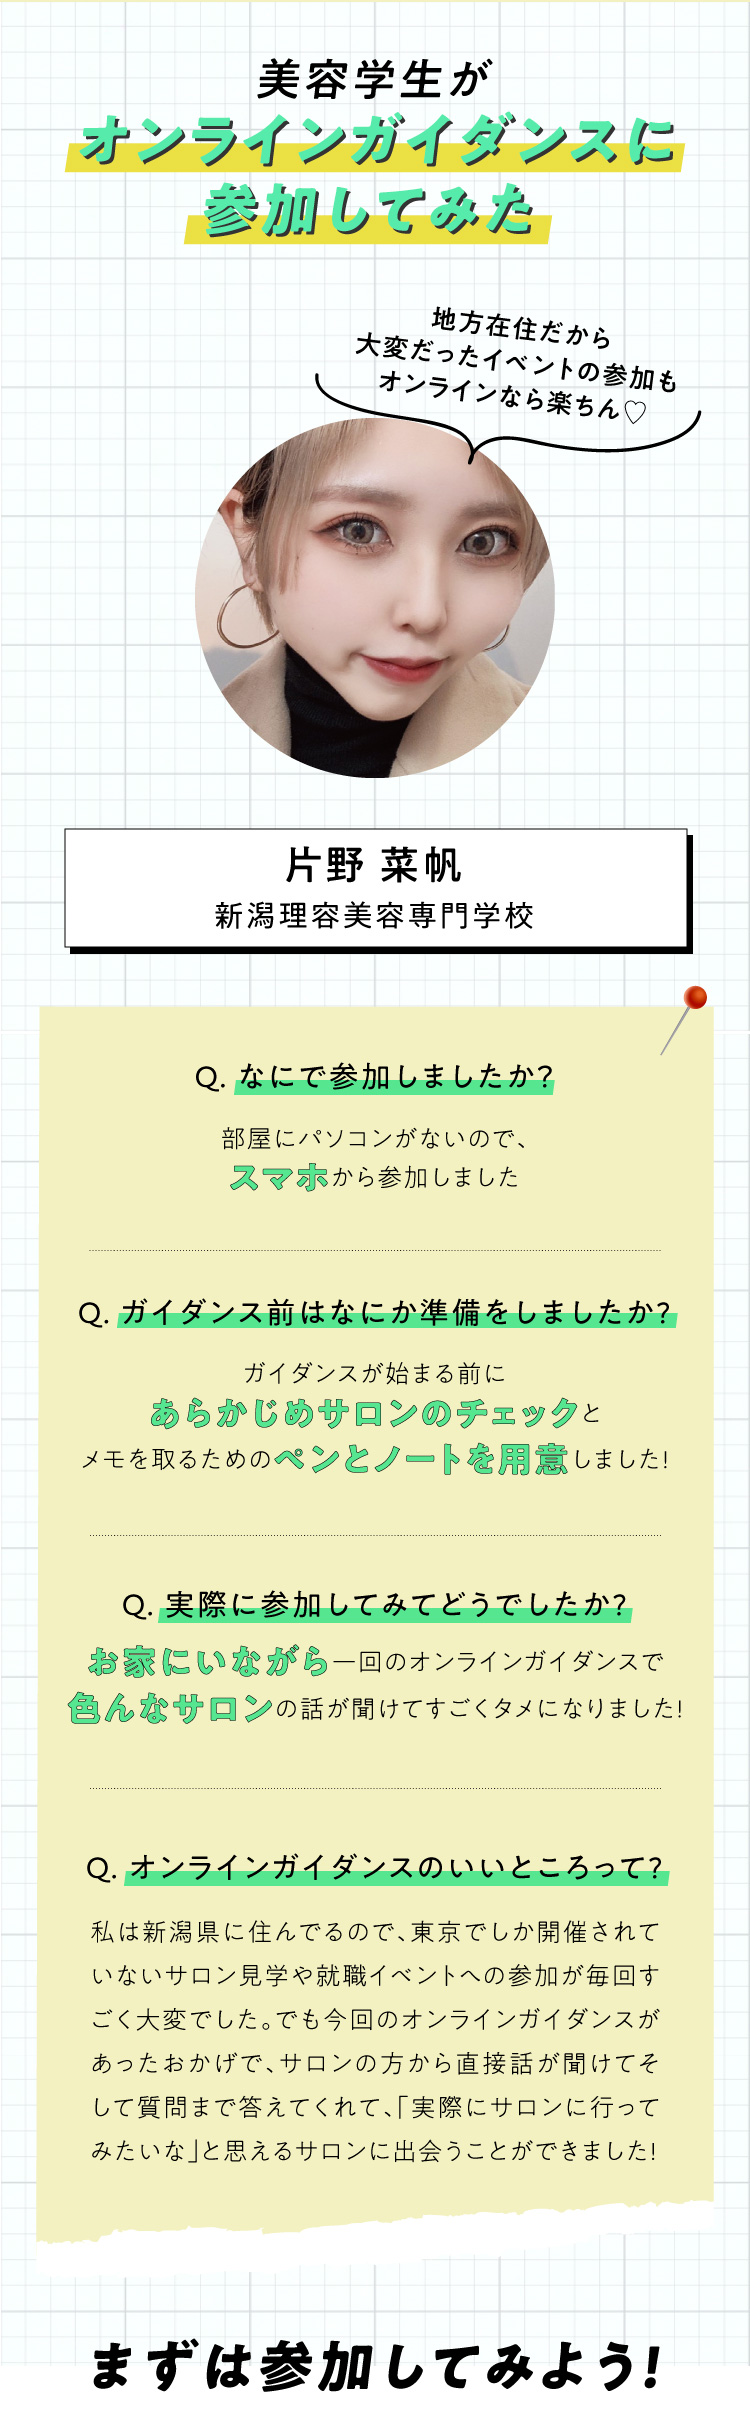 美容学生が
オンラインガイダンスに
参加してみた
地方在住だから
大変だったイベントの参加も
オンラインなら楽ちん♡
片野 菜帆
新潟理容美容専門学校
Q. なにで参加しましたか?
部屋にパソコンがないので、
スマホから参加しました
Q. ガイダンス前はなにか準備をしましたか?
ガイダンスが始まる前に
あらかじめサロンのチェックと
メモを取るためのペンとノートを用意しました!
Q. 実際に参加してみてどうでしたか?
お家にいながら一回のオンラインガイダンスで
色んなサロンの話が聞けてすごくタメになりました!
Q. オンラインガイダンスのいいところって?
私は新潟県に住んでるので、東京でしか開催されて
いないサロン見学や就職イベントへの参加が毎回す
ごく大変でした。でも今回のオンラインガイダンスが
あったおかげで、サロンの方から直接話が聞けてそ
して質問まで答えてくれて、「実際にサロンに行って
みたいな」と思えるサロンに出会うことができました!
まずは参加してみよう!